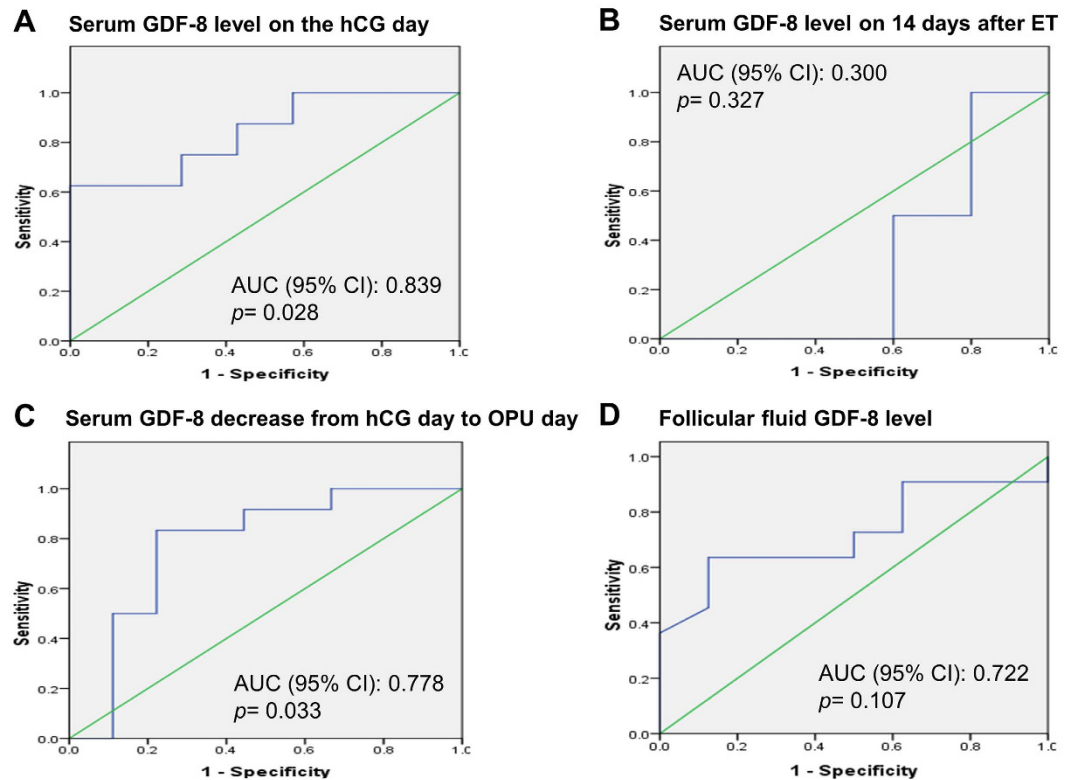 A Serum GDF-8 level on the hCG day
1.0
0.8
0.6
0.4
0.2
0.0
Sensitivity
AUC (95% CI): 0.839
p= 0.028
0.0 0.2 0.4 0.6 0.8 1.0
1 - Specificity
B Serum GDF-8 level on 14 days after ET
AUC (95% CI): 0.300
p= 0.327
1.0
0.8
0.6
0.4
0.2
0.0
Sensitivity
0.0 0.2 0.4 0.6 0.8 1.0
1 - Specificity
C Serum GDF-8 decrease from hCG day to OPU day
1.0
0.8
0.6
0.4
0.2
0.0
Sensitivity
AUC (95% CI): 0.778
p= 0.033
0.0 0.2 0.4 0.6 0.8 1.0
1 - Specificity
D Follicular fluid GDF-8 level
1.0
0.8
0.6
0.4
0.2
0.0
Sensitivity
AUC (95% CI): 0.722
p= 0.107
0.0 0.2 0.4 0.6 0.8 1.0
1 - Specificity